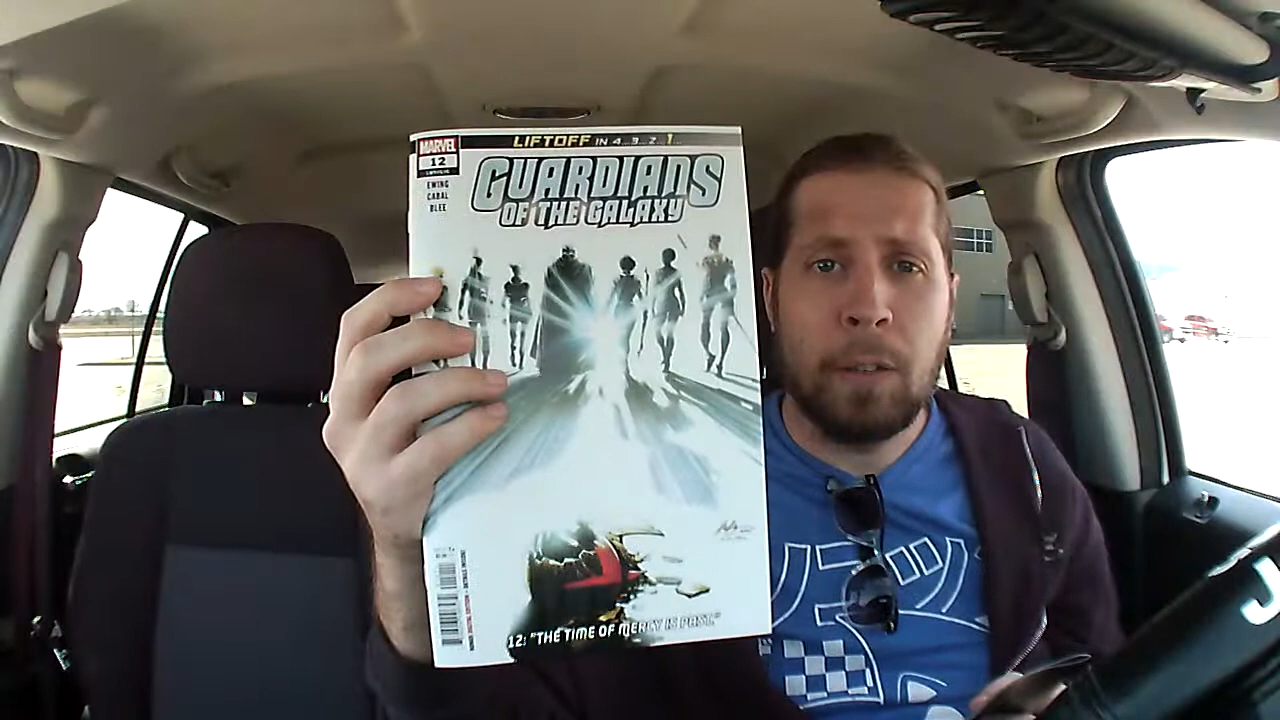 LIFTOFF IN 4...3...2...1...
MARVEL
12
EWING
CABAL
BLEE
GUARDIANS
OF THE GALAXY
12: "THE TIME OF MERCY IS PAST."